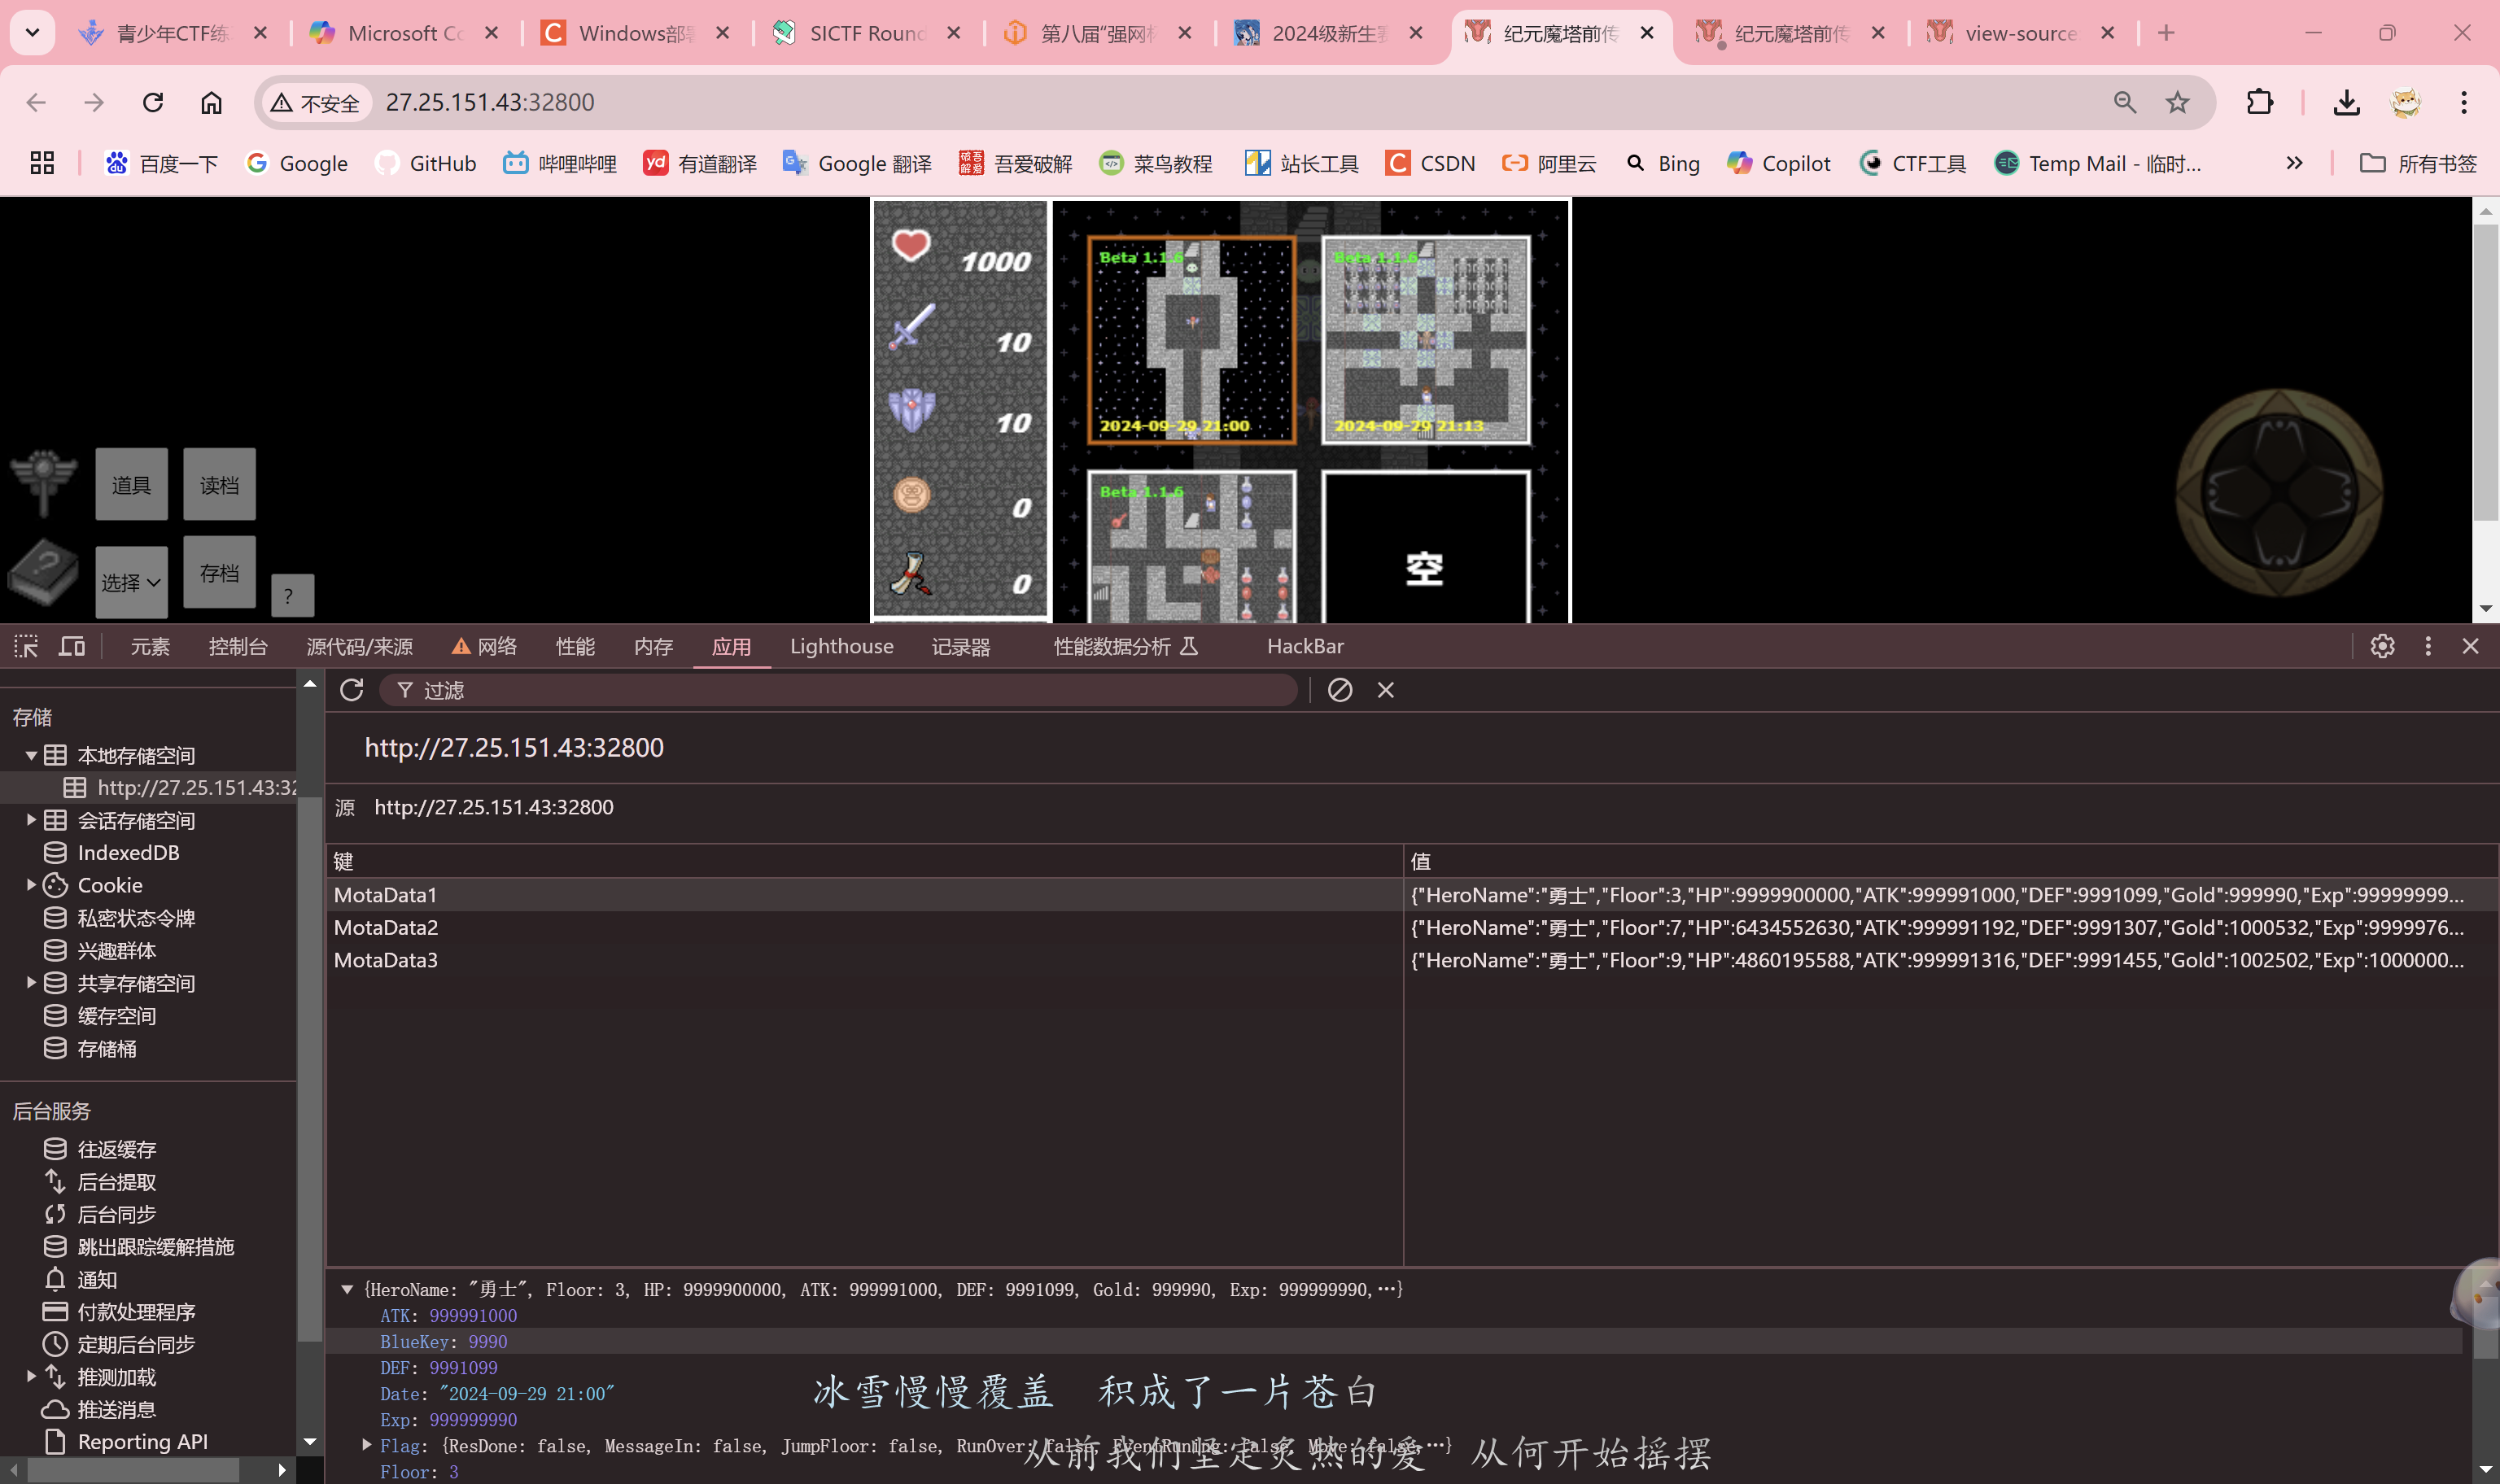 青少年CTF练
Microsoft Co
Windows部署
SICTF Round
第八届“强网杯
2024级新生赛
纪元魔塔前传
纪元魔塔前传
view-source
不安全
27.25.151.43:32800
百度一下
Google
GitHub
哔哩哔哩
有道翻译
Google 翻译
吾爱破解
菜鸟教程
站长工具
CSDN
阿里云
Bing
Copilot
CTF工具
Temp Mail - 临时...
所有书签
1000
10
10
0
0
Beta 1.1.6
2024-09-29 21:00
Beta 1.1.6
2024-09-29 21:13
Beta 1.1.6
空
道具
读档
选择
存档
?
元素
控制台
源代码/来源
网络
性能
内存
应用
Lighthouse
记录器
性能数据分析
HackBar
存储
本地存储空间
http://27.25.151.43:32
会话存储空间
IndexedDB
Cookie
私密状态令牌
兴趣群体
共享存储空间
缓存空间
存储桶
后台服务
往返缓存
后台提取
后台同步
跳出跟踪缓解措施
通知
付款处理程序
定期后台同步
推测加载
推送消息
Reporting API
过滤
http://27.25.151.43:32800
源 http://27.25.151.43:32800
键 值
MotaData1 {"HeroName":"勇士","Floor":3,"HP":9999900000,"ATK":999991000,"DEF":9991099,"Gold":999990,"Exp":99999999...
MotaData2 {"HeroName":"勇士","Floor":7,"HP":6434552630,"ATK":999991192,"DEF":9991307,"Gold":1000532,"Exp":9999976...
MotaData3 {"HeroName":"勇士","Floor":9,"HP":4860195588,"ATK":999991316,"DEF":9991455,"Gold":1002502,"Exp":1000000...
{HeroName: "勇士", Floor: 3, HP: 9999900000, ATK: 999991000, DEF: 9991099, Gold: 999990, Exp: 999999990,…}
ATK: 999991000
BlueKey: 9990
DEF: 9991099
Date: "2024-09-29 21:00"
Exp: 999999990
Flag: {ResDone: false, MessageIn: false, JumpFloor: false, RunOver: false, EventRuning: false, Move: false,…}
Floor: 3
冰雪慢慢覆盖 积成了一片苍白
从前我们坚定炙热的爱 从何开始摇摆